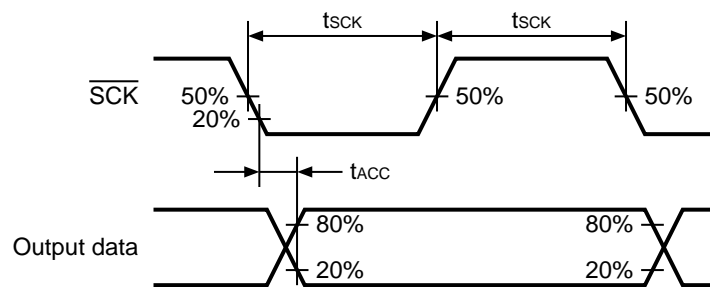 tSCK tSCK
SCK 50% 50% 50%
20%
tACC
80% 80%
Output data
20% 20%